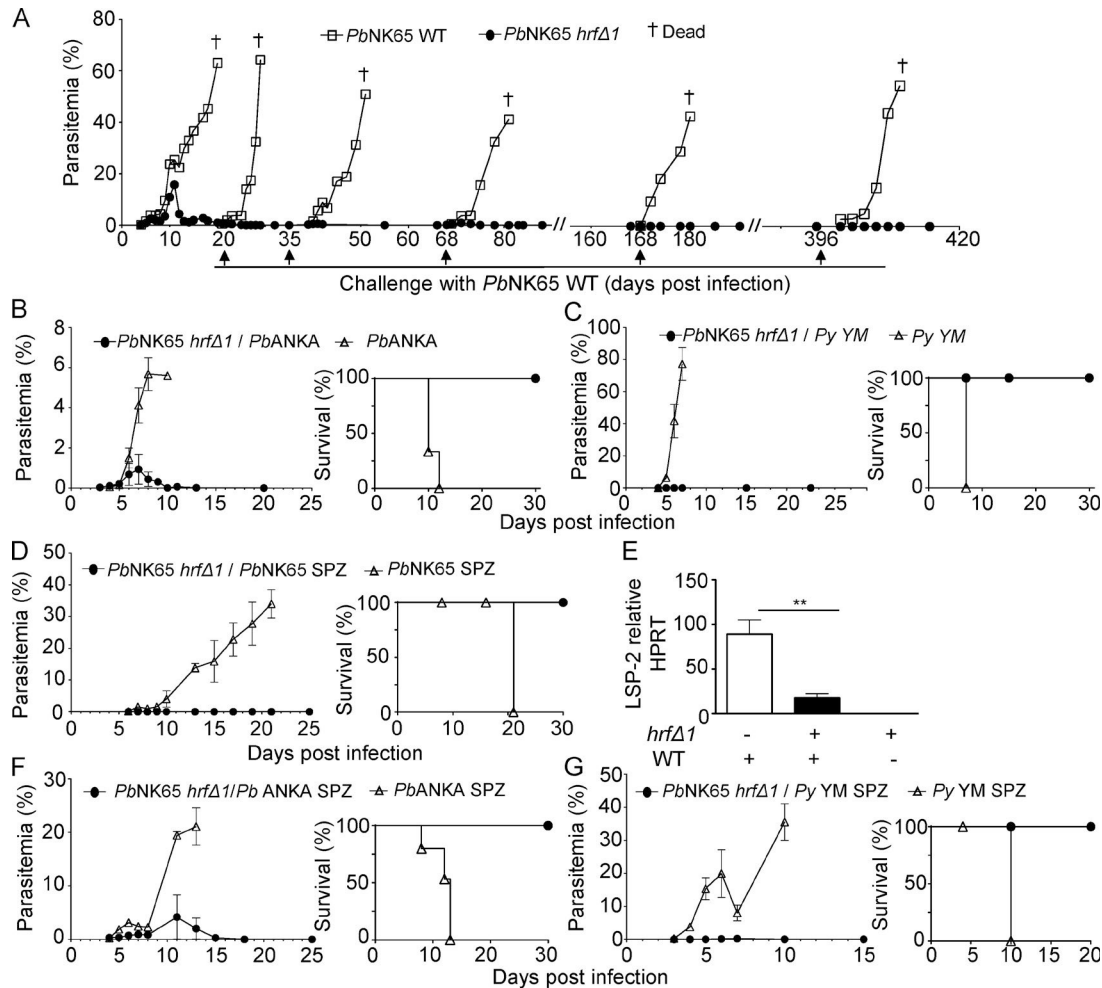 A
Parasitemia (%)
80
60
40
20
0
PbNK65 WT
PbNK65 hrfΔ1
† Dead
† † † † † †
0 10 20 35 50 60 68 80 // 160 168 180 // 396 420
Challenge with PbNK65 WT (days post infection)
B
PbNK65 hrfΔ1 / PbANKA
PbANKA
Parasitemia (%)
8
6
4
2
0
0 5 10 15 20 25
Survival (%)
100
50
0
0 10 20 30
C
PbNK65 hrfΔ1 / Py YM
Py YM
Parasitemia (%)
100
80
60
40
20
0
0 5 10 15 20 25
Survival (%)
100
50
0
0 10 20 30
Days post infection
D
PbNK65 hrfΔ1 / PbNK65 SPZ
PbNK65 SPZ
Parasitemia (%)
50
40
30
20
10
0
0 5 10 15 20 25
Survival (%)
100
50
0
0 10 20 30
Days post infection
E
LSP-2 relative
HPRT
150
100
50
0
**
hrfΔ1 - + +
WT + + -
F
PbNK65 hrfΔ1/Pb ANKA SPZ
PbANKA SPZ
Parasitemia (%)
30
20
10
0
0 5 10 15 20 25
Survival (%)
100
50
0
0 10 20 30
G
PbNK65 hrfΔ1 / Py YM SPZ
Py YM SPZ
Parasitemia (%)
50
40
30
20
10
0
0 5 10 15
Survival (%)
100
50
0
0 5 10 15 20
Days post infection